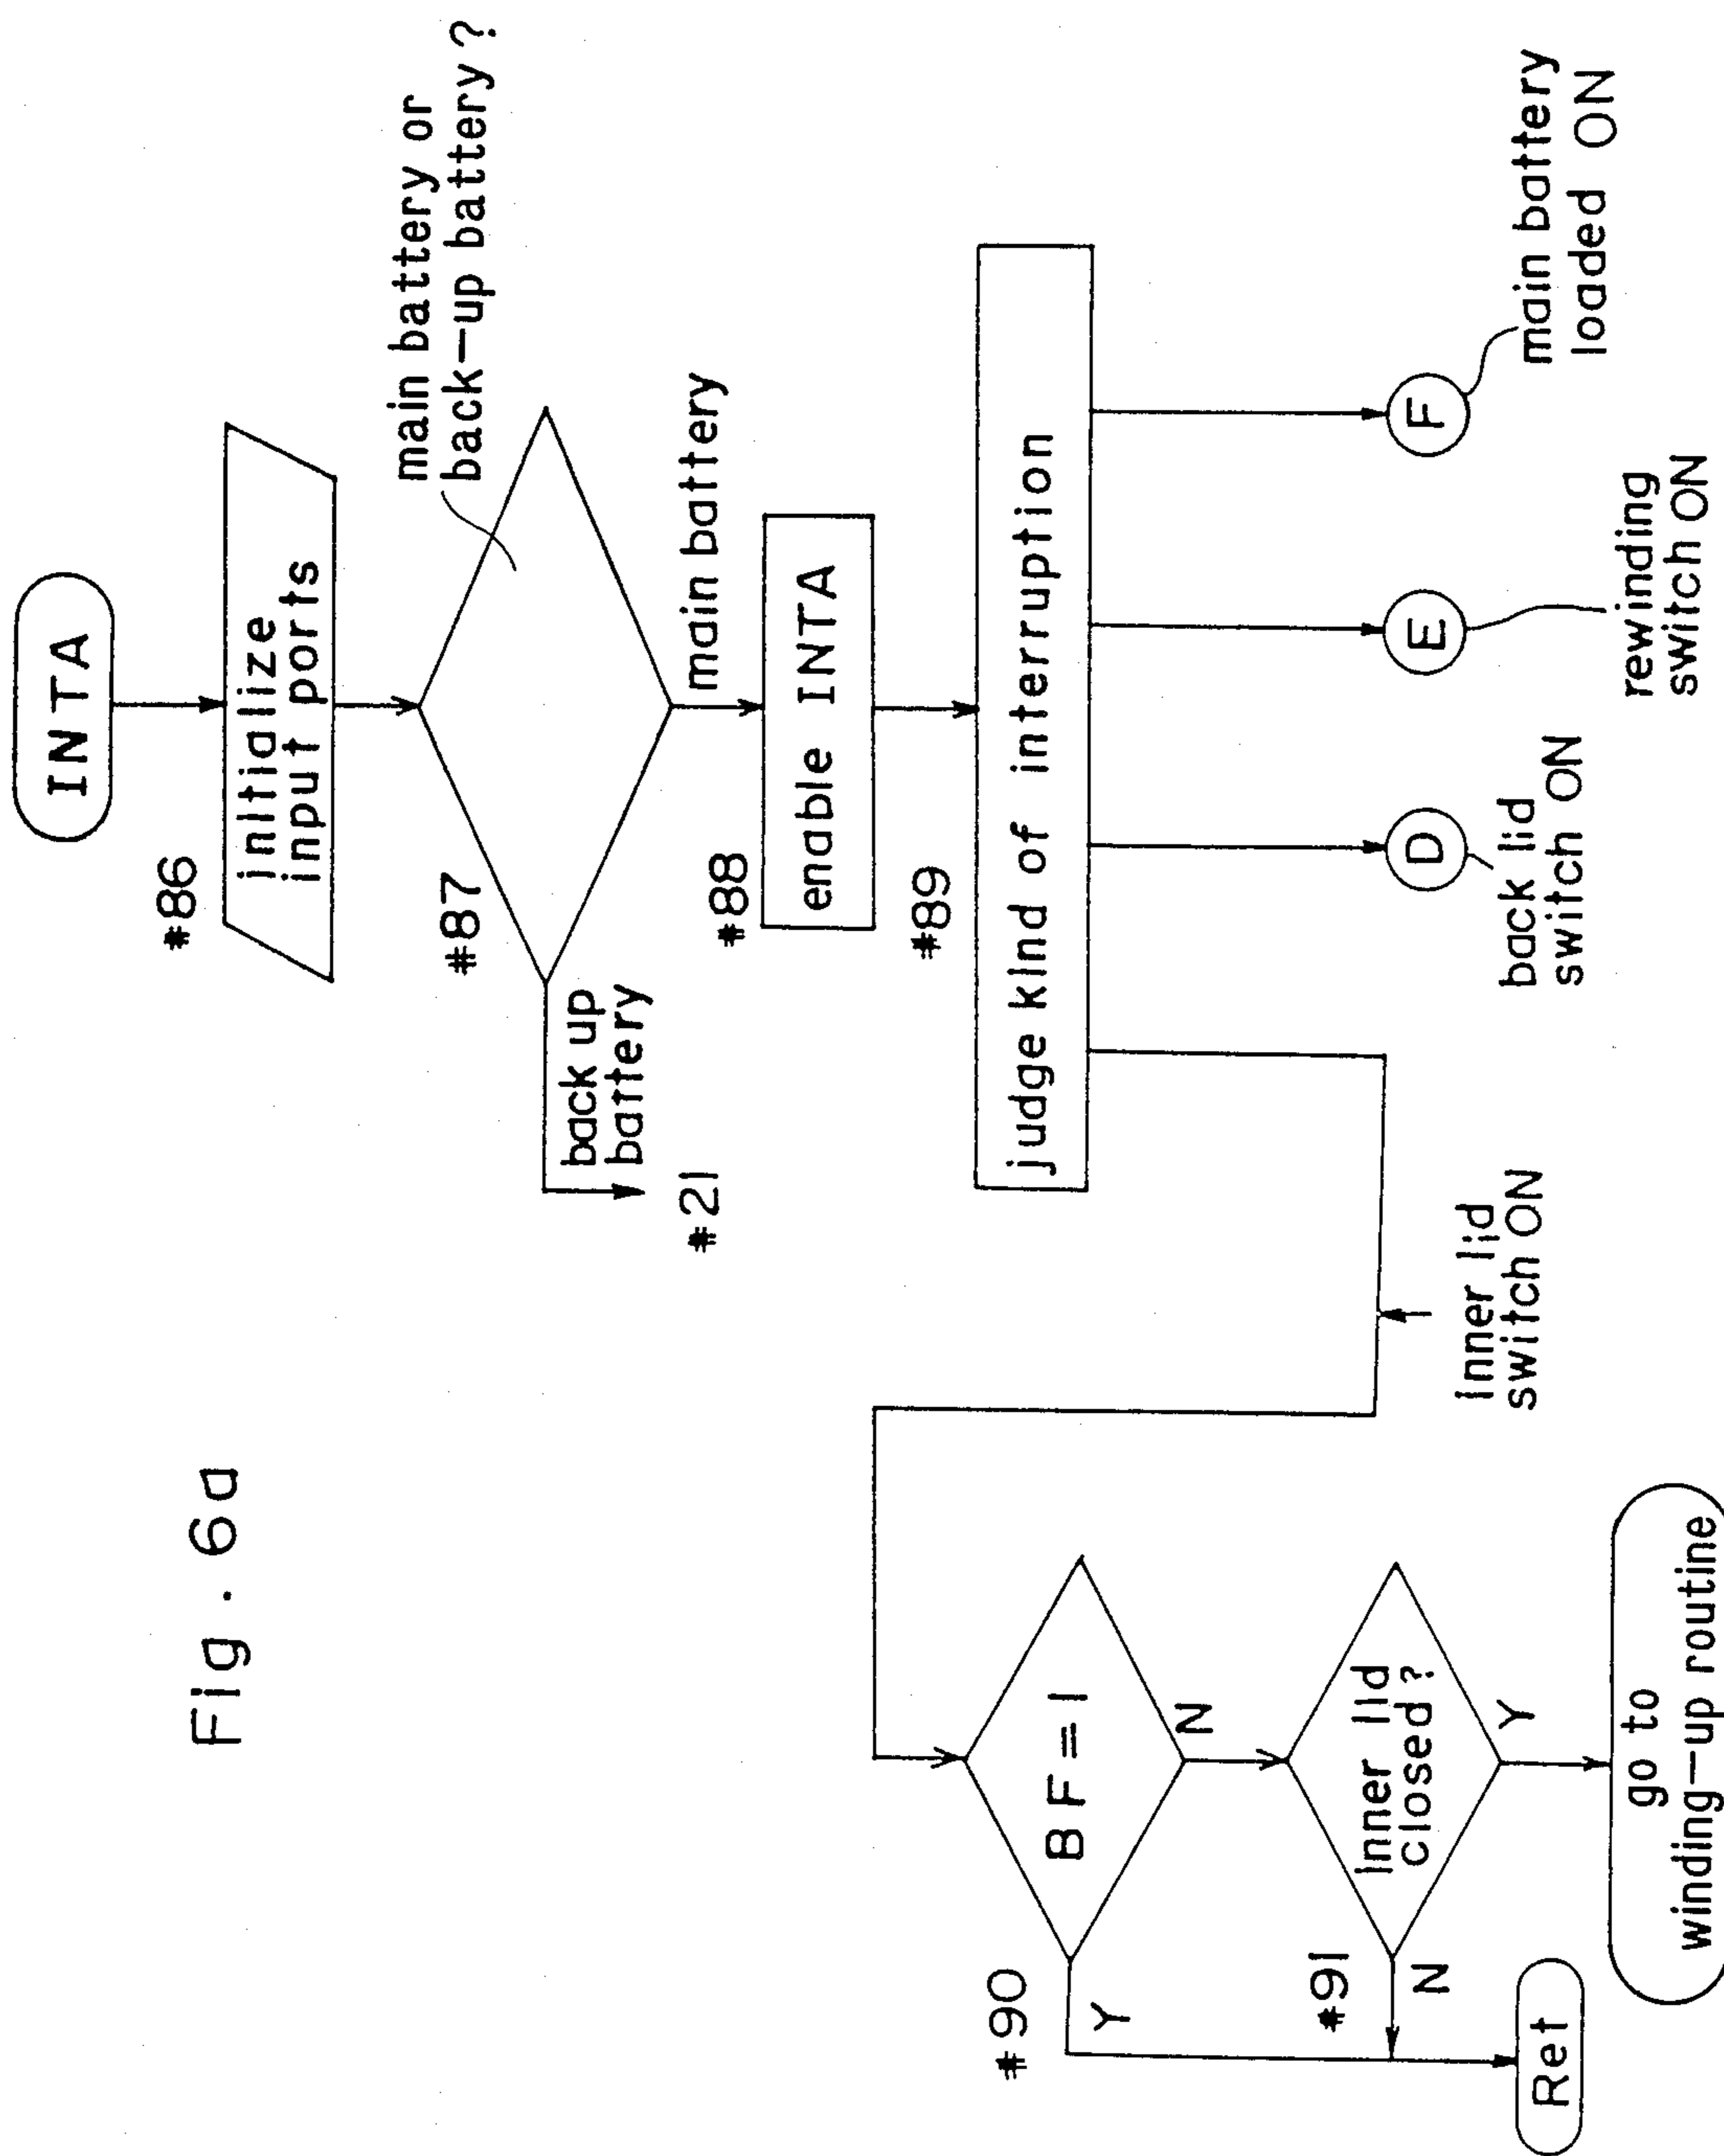 Fig. 6a
INTA
#86
initialize
input ports
#87
main battery or
back-up battery?
back up
battery
#21
main battery
#88
enable INTA
#89
judge kind of interruption
inner lid
switch ON
D
back lid
switch ON
E
rewinding
switch ON
F
main battery
loaded ON
#90
BF=1
Y
N
#91
inner lid
closed?
N
Y
Ret
go to
winding-up routine